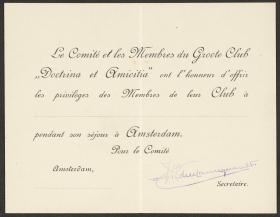 Le Comité et les Membres du Groote Club
„Doctrina et Amicitia” ont l'honneur d'offrir
les privilèges des Membres de leur Club à
pendant son séjour à Amsterdam.
Pour le Comité
Amsterdam,
Secretaire.